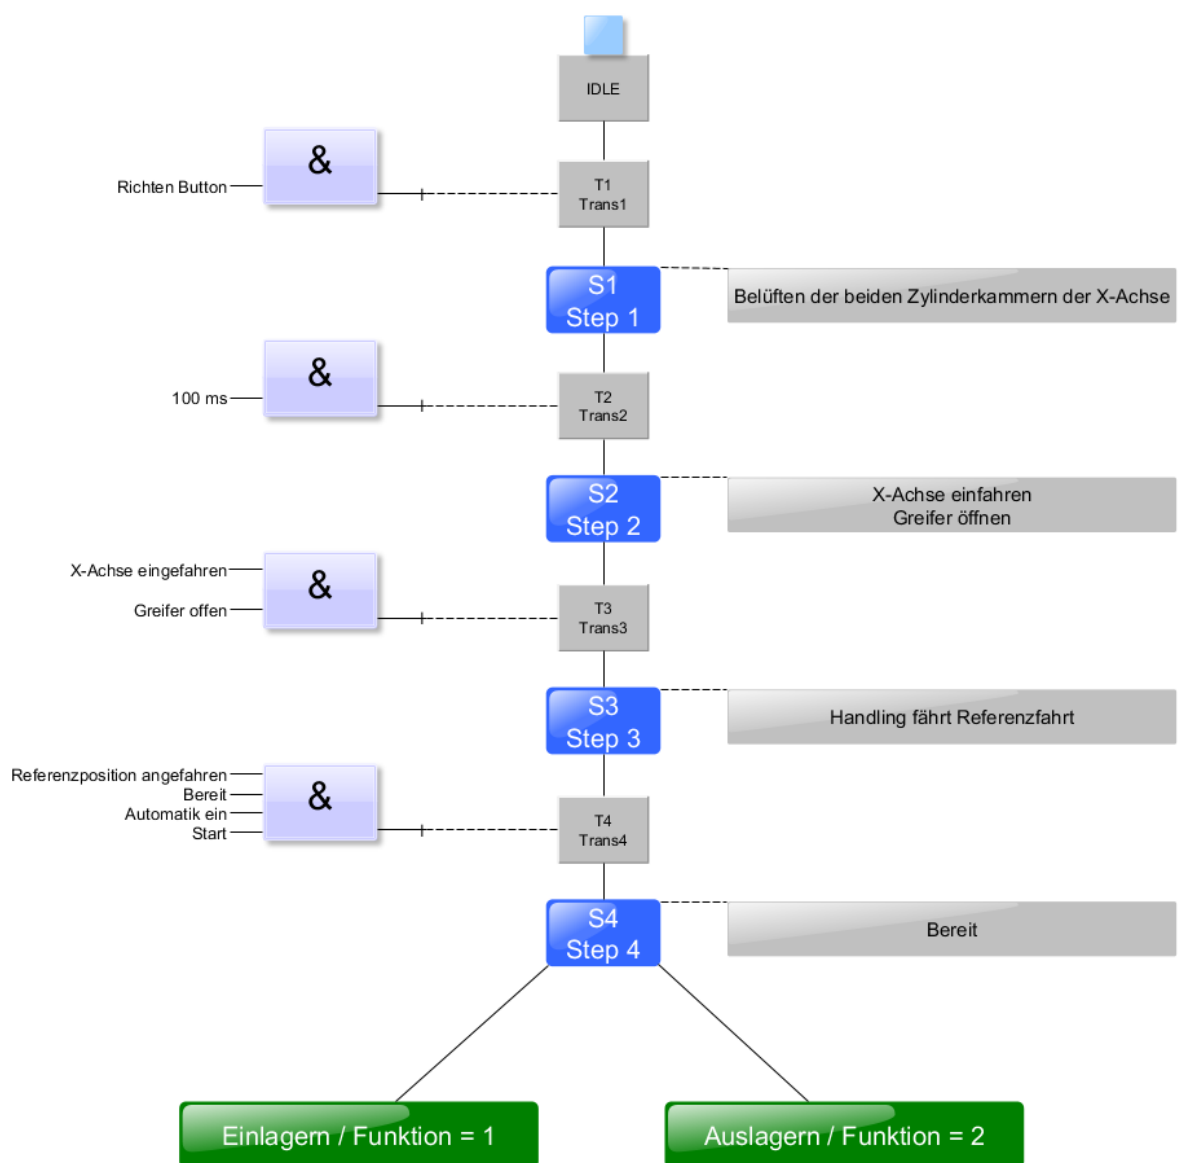 IDLE
&
Richten Button
T1
Trans1
S1
Step 1
Belüften der beiden Zylinderkammern der X-Achse
&
100 ms
T2
Trans2
S2
Step 2
X-Achse einfahren
Greifer öffnen
&
X-Achse eingefahren
Greifer offen
T3
Trans3
S3
Step 3
Handling fährt Referenzfahrt
&
Referenzposition angefahren
Bereit
Automatik ein
Start
T4
Trans4
S4
Step 4
Bereit
Einlagern / Funktion = 1
Auslagern / Funktion = 2